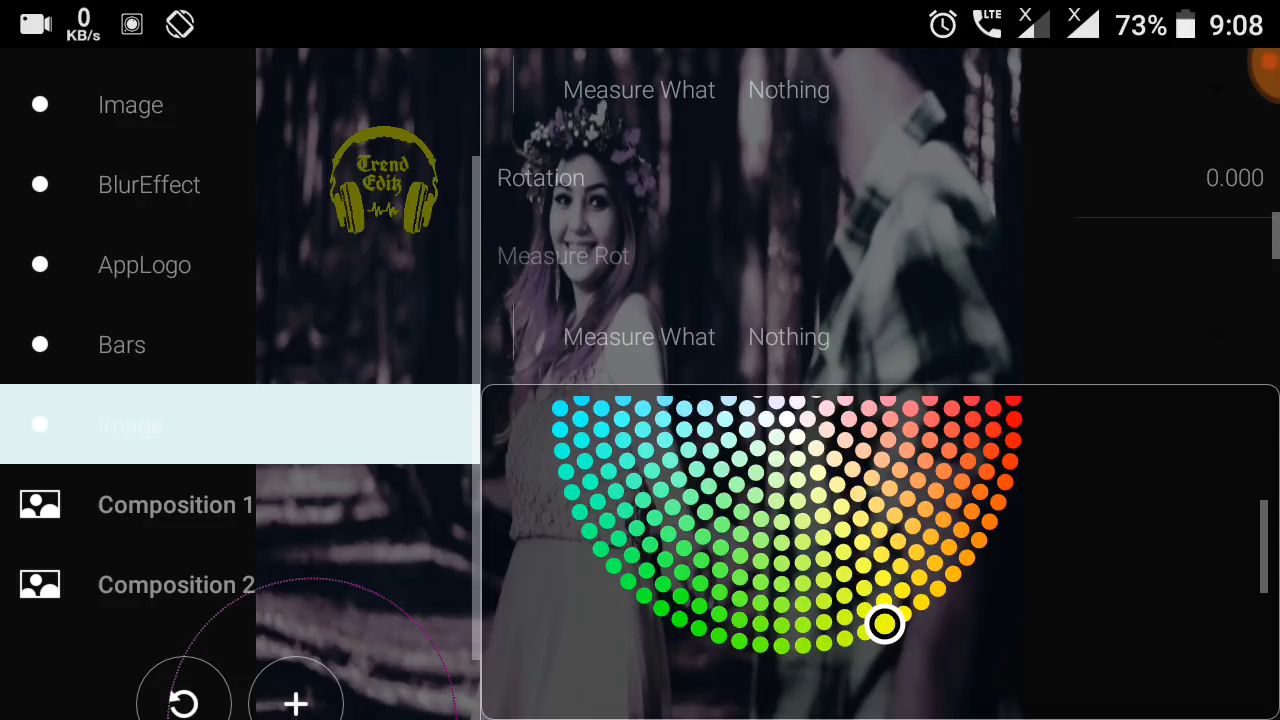 0
KB/s
LTE
X
X
73%
9:08
Image
BlurEffect
AppLogo
Bars
Image
Composition 1
Composition 2
Trend
Editz
Measure What Nothing
Rotation 0.000
Measure Rot
Measure What Nothing